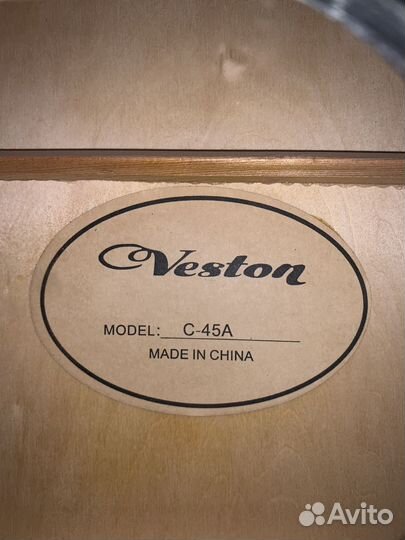 Veston
MODEL: C-45A
MADE IN CHINA
Avito